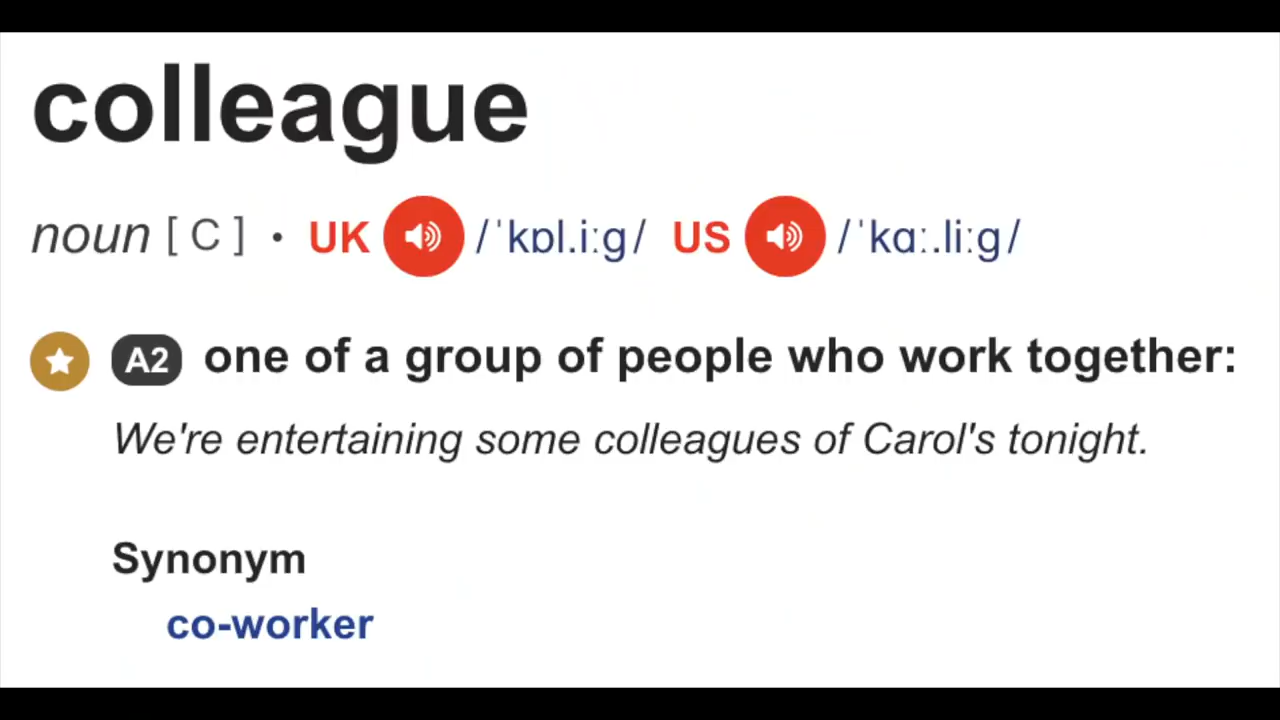 colleague
noun [ C ] • UK /ˈkɒl.iːɡ/ US /ˈkɑː.liːɡ/
A2 one of a group of people who work together:
We're entertaining some colleagues of Carol's tonight.
Synonym
co-worker